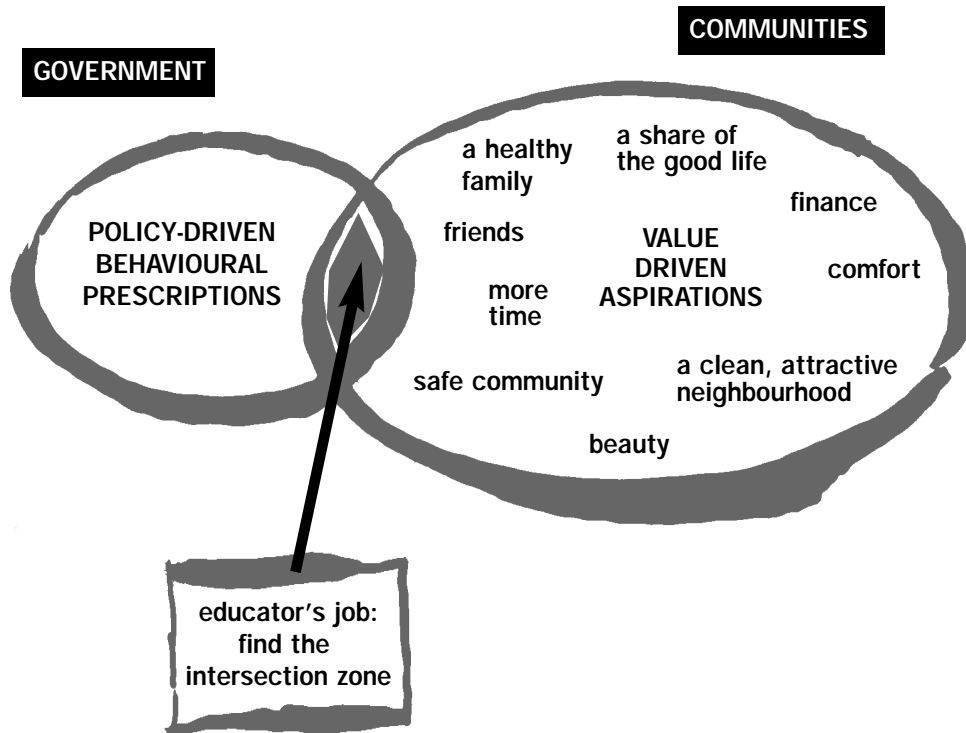 COMMUNITIES
GOVERNMENT
POLICY-DRIVEN
BEHAVIOURAL
PRESCRIPTIONS
a healthy
family
a share of
the good life
finance
friends
VALUE
DRIVEN
ASPIRATIONS
comfort
more
time
safe community
a clean, attractive
neighbourhood
beauty
educator's job:
find the
intersection zone